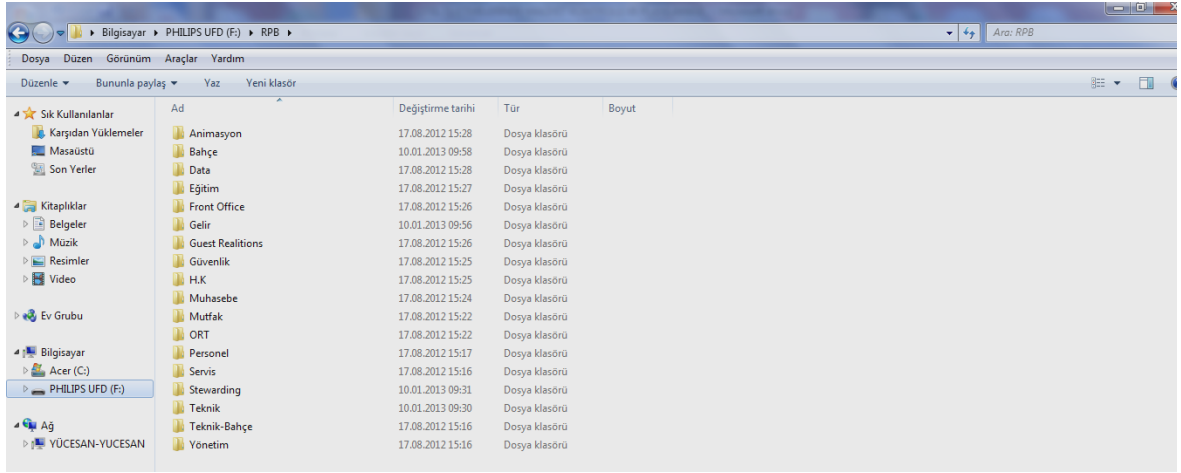 Bilgisayar ▸ PHILIPS UFD (F:) ▸ RPB ▸ Ara: RPB
Dosya Düzen Görünüm Araçlar Yardım
Düzenle Bununla paylaş Yaz Yeni klasör
Sık Kullanılanlar
Karşıdan Yüklemeler
Masaüstü
Son Yerler
Kitaplıklar
Belgeler
Müzik
Resimler
Video
Ev Grubu
Bilgisayar
Acer (C:)
PHILIPS UFD (F:)
Ağ
YÜCESAN-YUCESAN
Ad Değiştirme tarihi Tür Boyut
Animasyon 17.08.2012 15:28 Dosya klasörü
Bahçe 10.01.2013 09:58 Dosya klasörü
Data 17.08.2012 15:28 Dosya klasörü
Eğitim 17.08.2012 15:27 Dosya klasörü
Front Office 17.08.2012 15:26 Dosya klasörü
Gelir 10.01.2013 09:56 Dosya klasörü
Guest Realitions 17.08.2012 15:26 Dosya klasörü
Güvenlik 17.08.2012 15:25 Dosya klasörü
H.K 17.08.2012 15:25 Dosya klasörü
Muhasebe 17.08.2012 15:24 Dosya klasörü
Mutfak 17.08.2012 15:22 Dosya klasörü
ORT 17.08.2012 15:22 Dosya klasörü
Personel 17.08.2012 15:17 Dosya klasörü
Servis 17.08.2012 15:16 Dosya klasörü
Stewarding 10.01.2013 09:31 Dosya klasörü
Teknik 10.01.2013 09:30 Dosya klasörü
Teknik-Bahçe 17.08.2012 15:16 Dosya klasörü
Yönetim 17.08.2012 15:16 Dosya klasörü